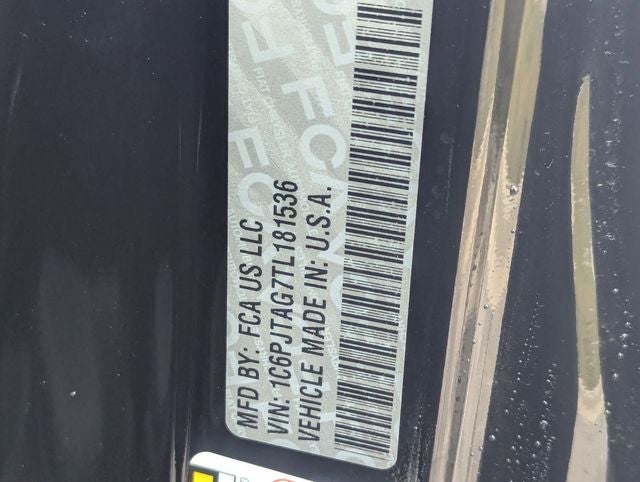 MFD BY: FCA US LLC
VIN: 1C6PJTAG7TL181536
VEHICLE MADE IN: U.S.A.